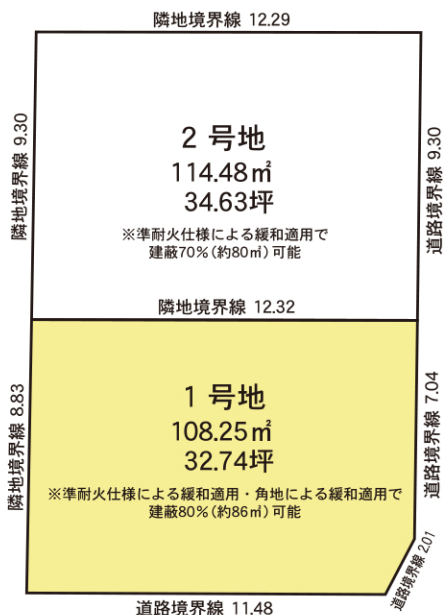 隣地境界線 12.29
隣地境界線 9.30
2 号地
114.48㎡
34.63坪
※準耐火仕様による緩和適用で
建蔽70%(約80㎡)可能
道路境界線 9.30
隣地境界線 12.32
隣地境界線 8.83
1 号地
108.25㎡
32.74坪
※準耐火仕様による緩和適用・角地による緩和適用で
建蔽80%(約86㎡)可能
道路境界線 7.04
道路境界線 2.01
道路境界線 11.48